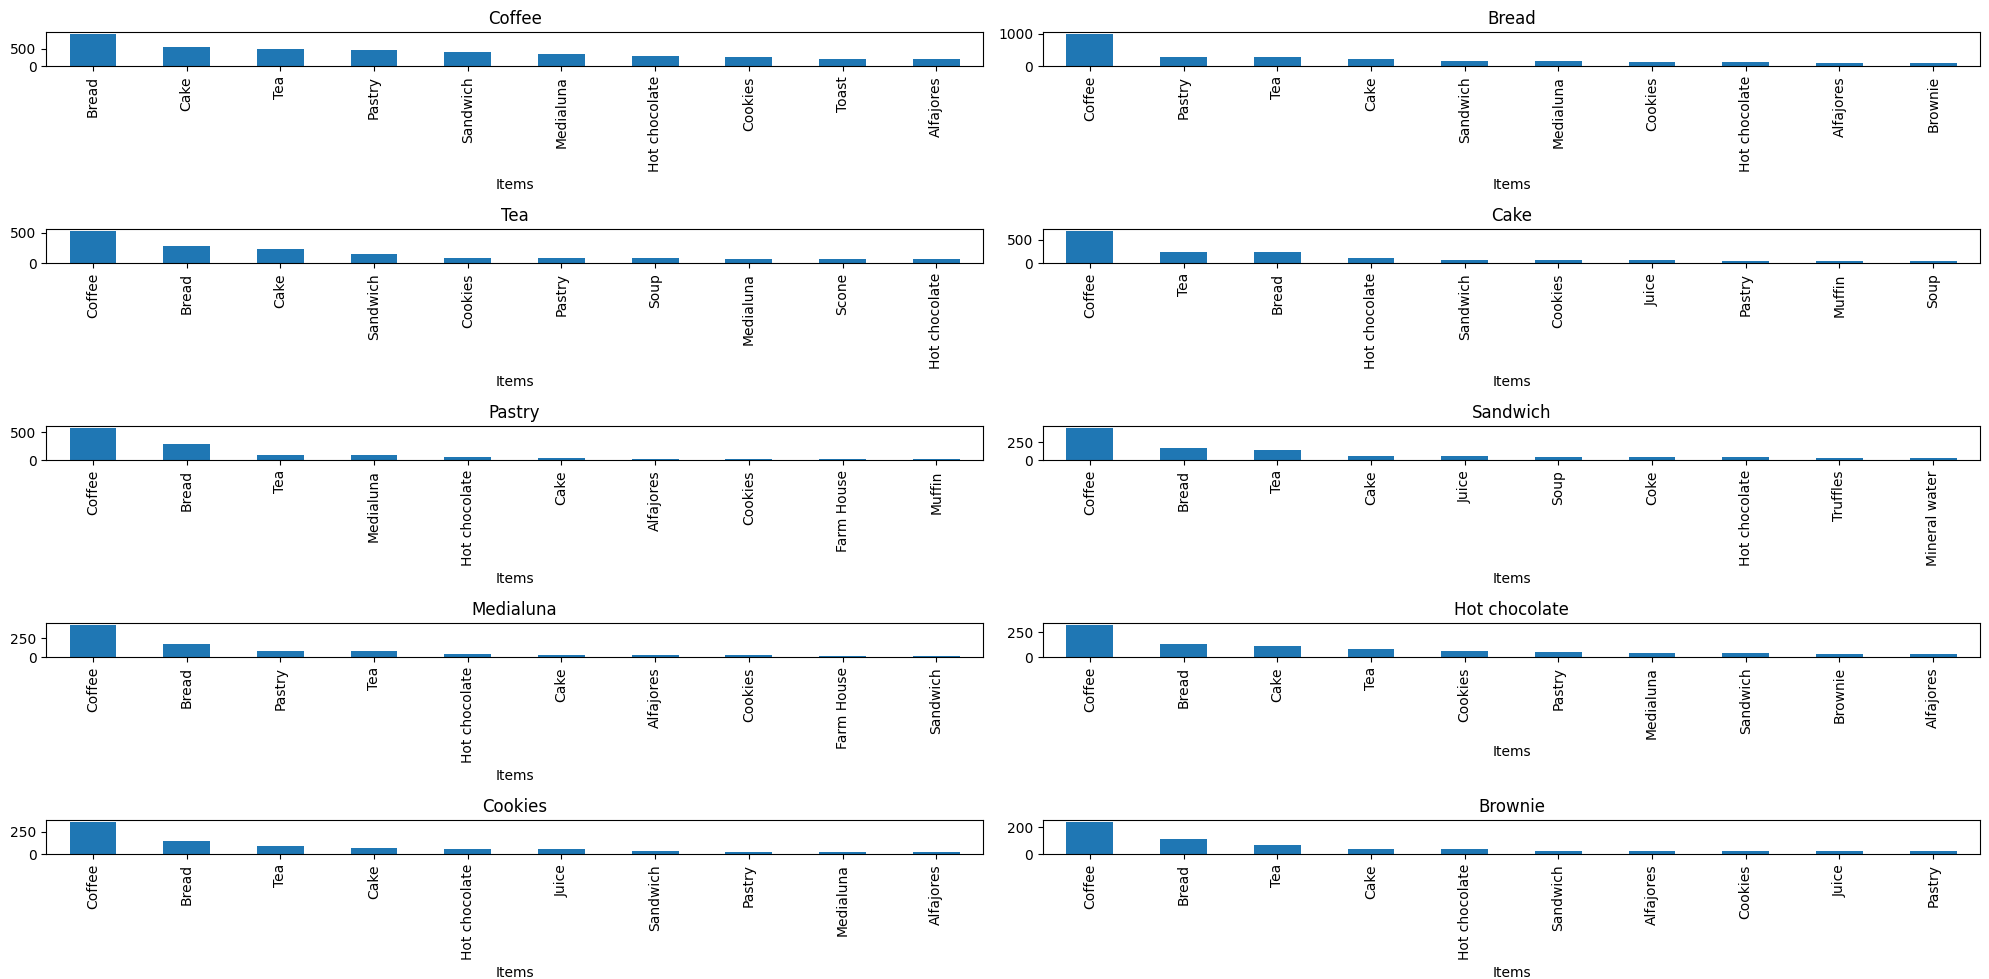 Coffee
500
0
Bread
Cake
Tea
Pastry
Sandwich
Medialuna
Hot chocolate
Cookies
Toast
Alfajores
Items
Bread
1000
0
Coffee
Pastry
Tea
Cake
Sandwich
Medialuna
Cookies
Hot chocolate
Alfajores
Brownie
Items
Tea
500
0
Coffee
Bread
Cake
Sandwich
Cookies
Pastry
Soup
Medialuna
Scone
Hot chocolate
Items
Cake
500
0
Coffee
Tea
Bread
Hot chocolate
Sandwich
Cookies
Juice
Pastry
Muffin
Soup
Items
Pastry
500
0
Coffee
Bread
Tea
Medialuna
Hot chocolate
Cake
Alfajores
Cookies
Farm House
Muffin
Items
Sandwich
250
0
Coffee
Bread
Tea
Cake
Juice
Soup
Coke
Hot chocolate
Truffles
Mineral water
Items
Medialuna
250
0
Coffee
Bread
Pastry
Tea
Hot chocolate
Cake
Alfajores
Cookies
Farm House
Sandwich
Items
Hot chocolate
250
0
Coffee
Bread
Cake
Tea
Cookies
Pastry
Medialuna
Sandwich
Brownie
Alfajores
Items
Cookies
250
0
Coffee
Bread
Tea
Cake
Hot chocolate
Juice
Sandwich
Pastry
Medialuna
Alfajores
Items
Brownie
200
0
Coffee
Bread
Tea
Cake
Hot chocolate
Sandwich
Alfajores
Cookies
Juice
Pastry
Items